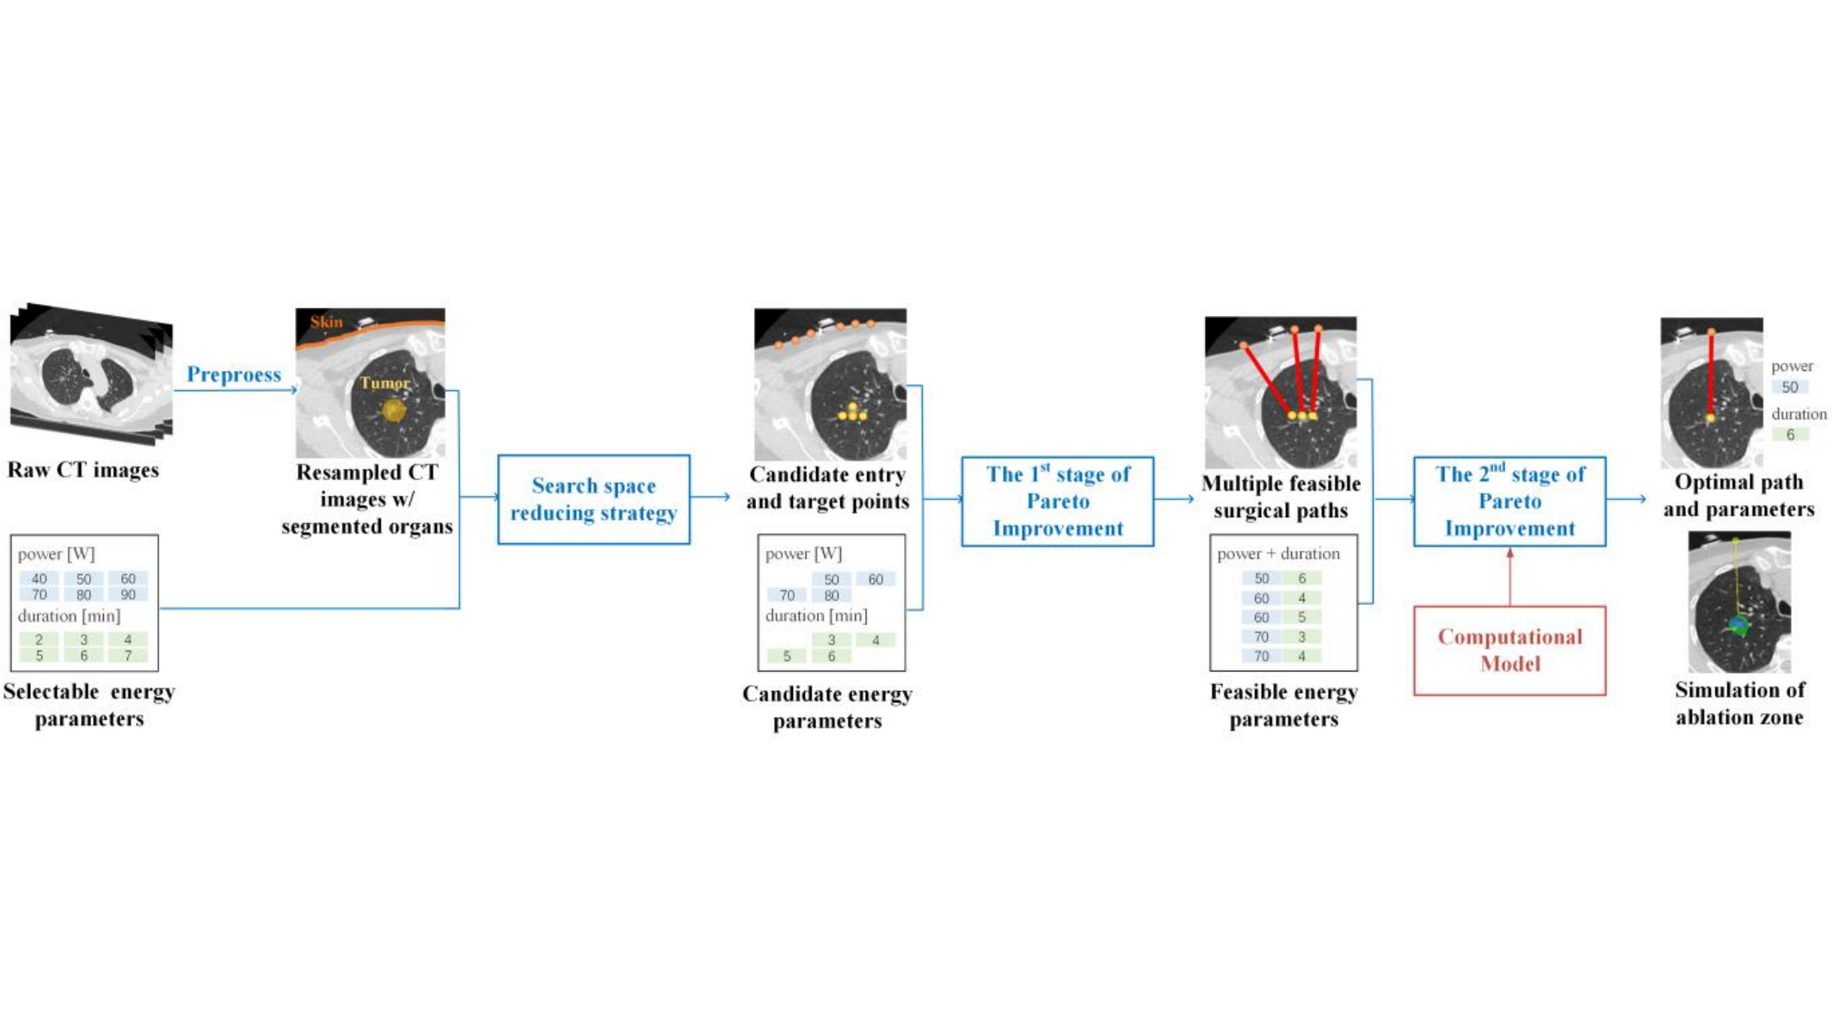 Raw CT images
power [W]
40 50 60
70 80 90
duration [min]
2 3 4
5 6 7
Selectable energy
parameters
Preproess
Skin
Tumor
Resampled CT
images w/
segmented organs
Search space
reducing strategy
Candidate entry
and target points
power [W]
50 60
70 80
duration [min]
3 4
5 6
Candidate energy
parameters
The 1st stage of
Pareto
Improvement
Multiple feasible
surgical paths
power + duration
50 6
60 4
60 5
70 3
70 4
Feasible energy
parameters
The 2nd stage of
Pareto
Improvement
Computational
Model
power
50
duration
6
Optimal path
and parameters
Simulation of
ablation zone